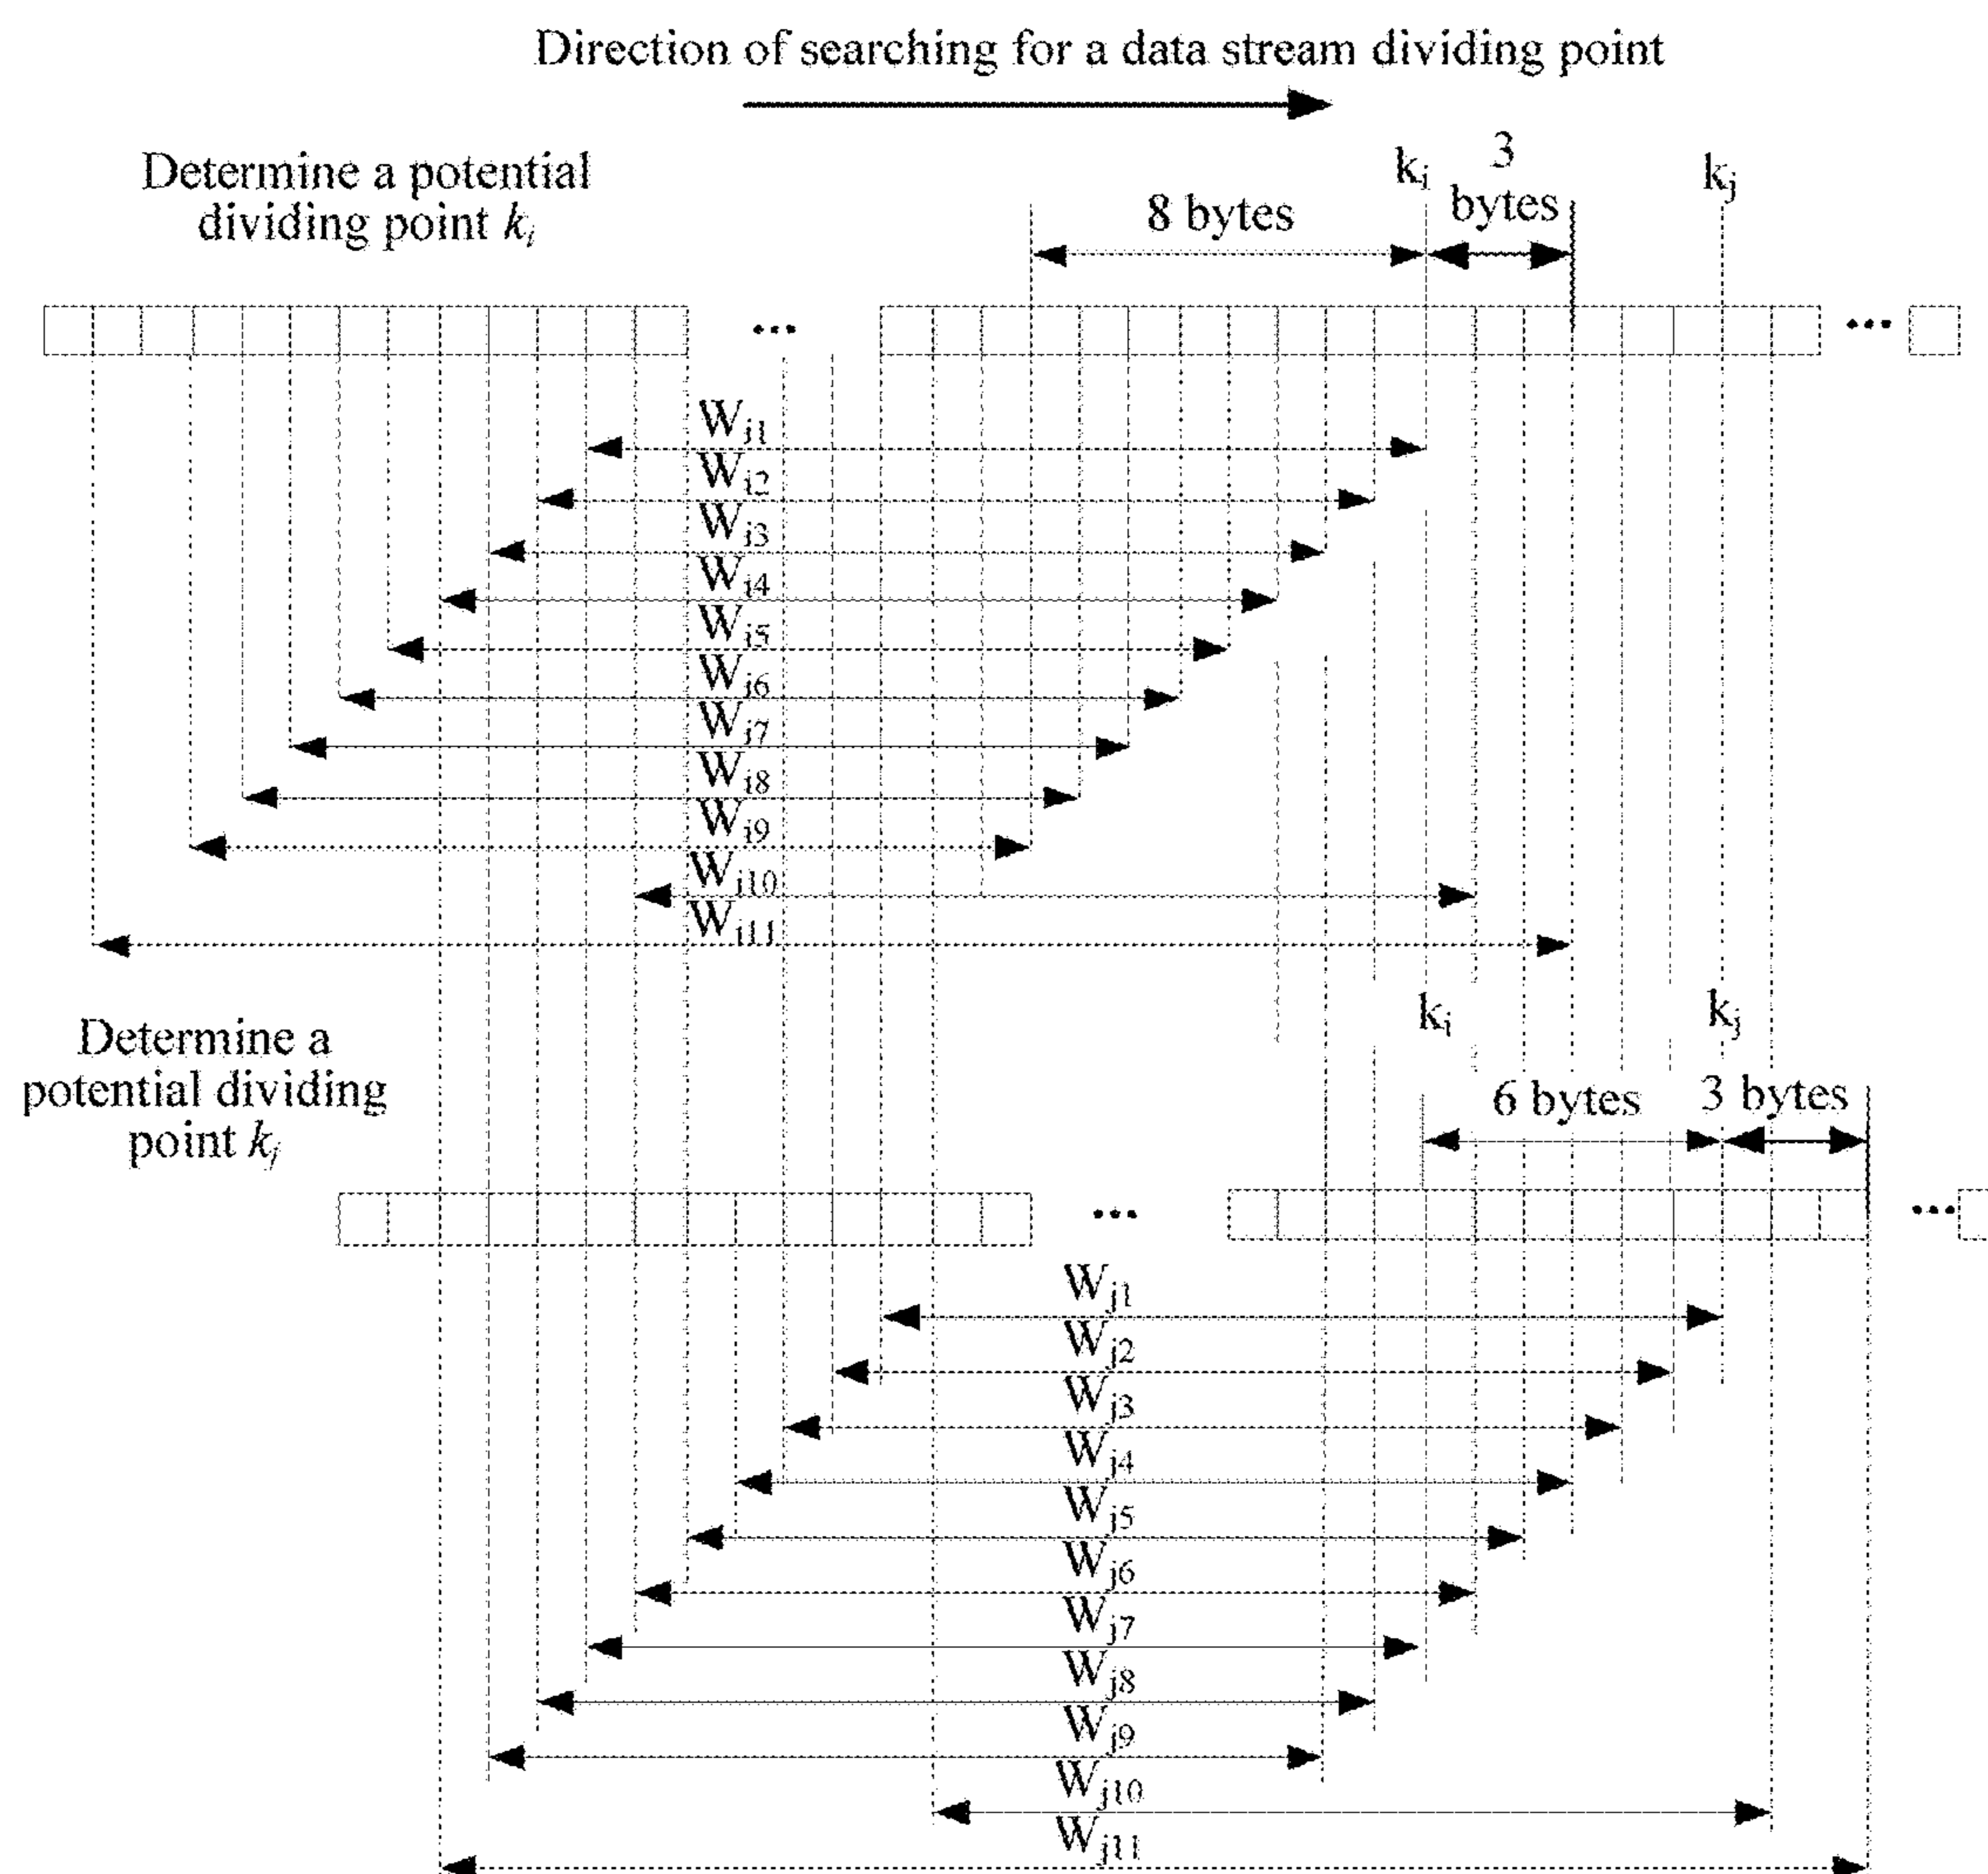 Direction of searching for a data stream dividing point
Determine a potential
dividing point ki
8 bytes
ki
3
bytes
kj
...
...
Wi1
Wi2
Wi3
Wi4
Wi5
Wi6
Wi7
Wi8
Wi9
Wi10
Wi11
Determine a
potential dividing
point kj
ki
kj
6 bytes
3 bytes
...
...
Wj1
Wj2
Wj3
Wj4
Wj5
Wj6
Wj7
Wj8
Wj9
Wj10
Wj11